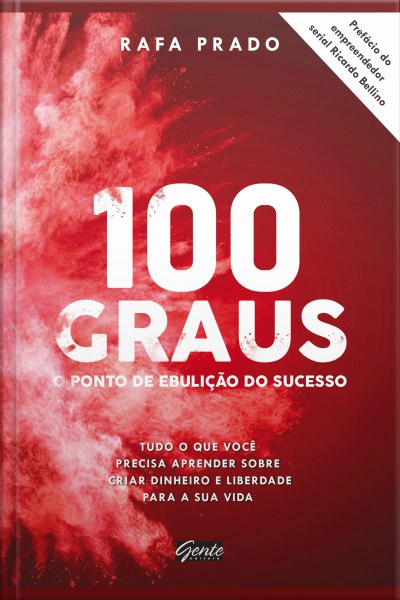 RAFA PRADO
Prefácio do
empreendedor
serial Ricardo Bellino
100
GRAUS
O PONTO DE EBULIÇÃO DO SUCESSO
TUDO O QUE VOCÊ
PRECISA APRENDER SOBRE
CRIAR DINHEIRO E LIBERDADE
PARA A SUA VIDA
Gente
editora